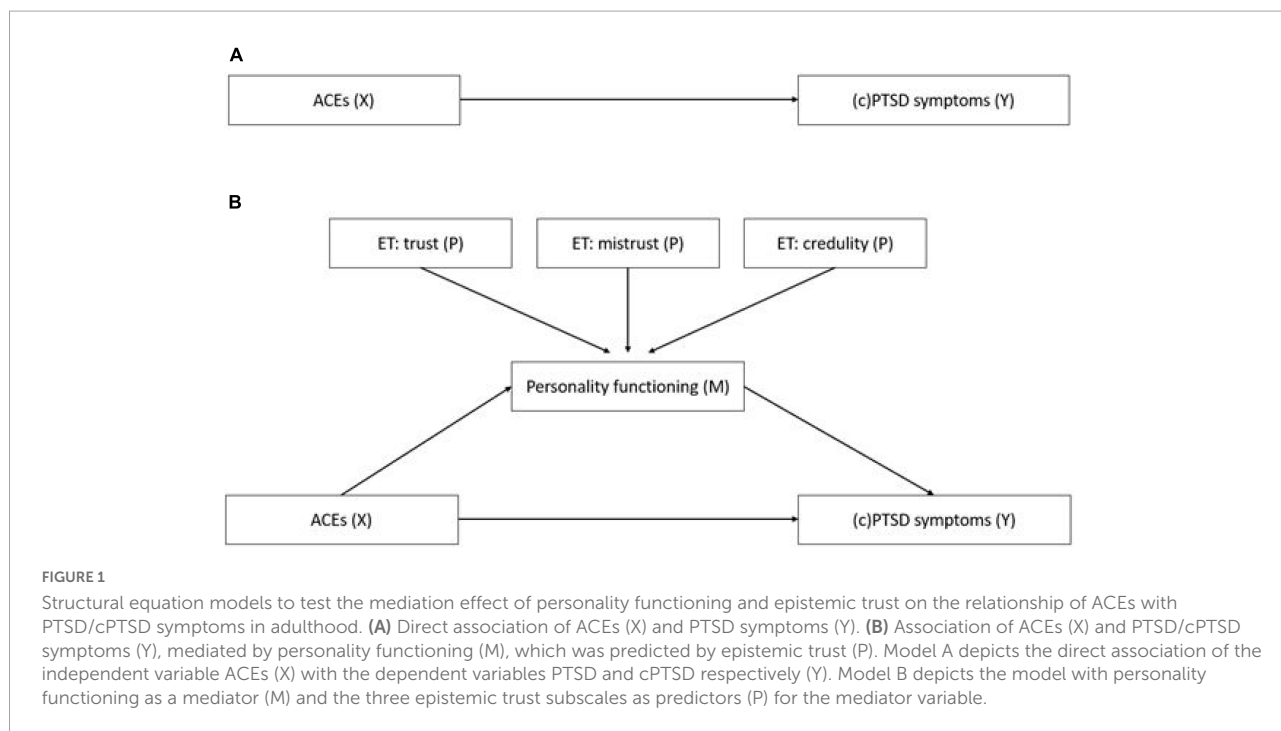 A
ACEs (X)
(c)PTSD symptoms (Y)
B
ET: trust (P)
ET: mistrust (P)
ET: credulity (P)
Personality functioning (M)
ACEs (X)
(c)PTSD symptoms (Y)
FIGURE 1
Structural equation models to test the mediation effect of personality functioning and epistemic trust on the relationship of ACEs with
PTSD/cPTSD symptoms in adulthood. (A) Direct association of ACEs (X) and PTSD symptoms (Y). (B) Association of ACEs (X) and PTSD/cPTSD
symptoms (Y), mediated by personality functioning (M), which was predicted by epistemic trust (P). Model A depicts the direct association of the
independent variable ACEs (X) with the dependent variables PTSD and cPTSD respectively (Y). Model B depicts the model with personality
functioning as a mediator (M) and the three epistemic trust subscales as predictors (P) for the mediator variable.